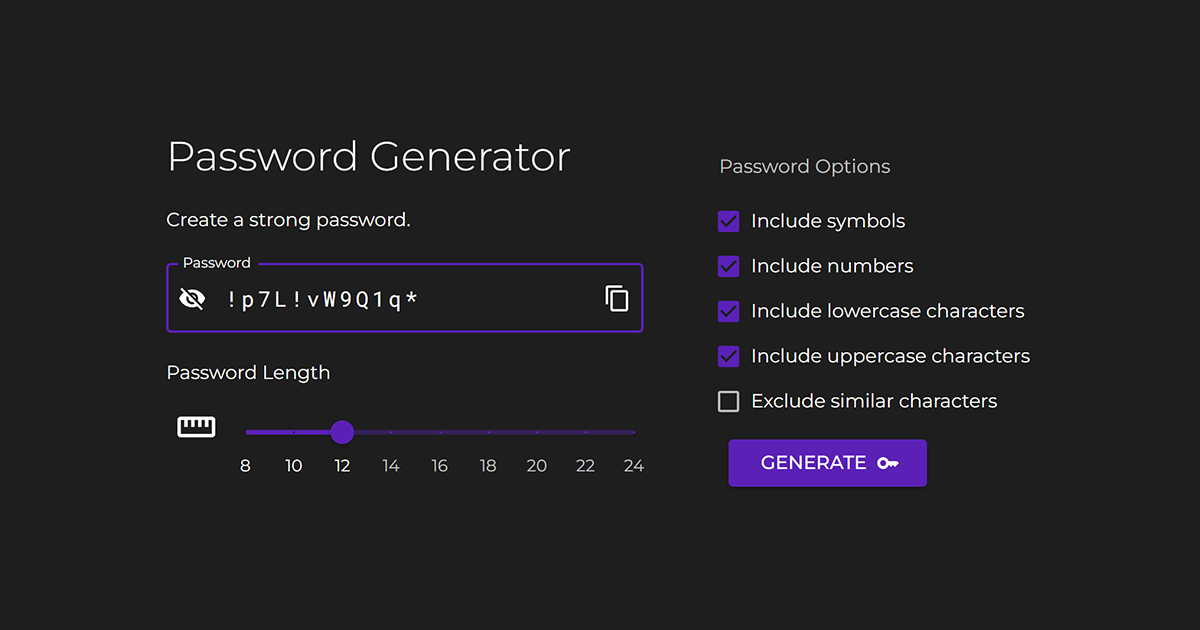 Password Generator
Create a strong password.
Password
!p7L!vW9Q1q*
Password Length
8 10 12 14 16 18 20 22 24
Password Options
Include symbols
Include numbers
Include lowercase characters
Include uppercase characters
Exclude similar characters
GENERATE